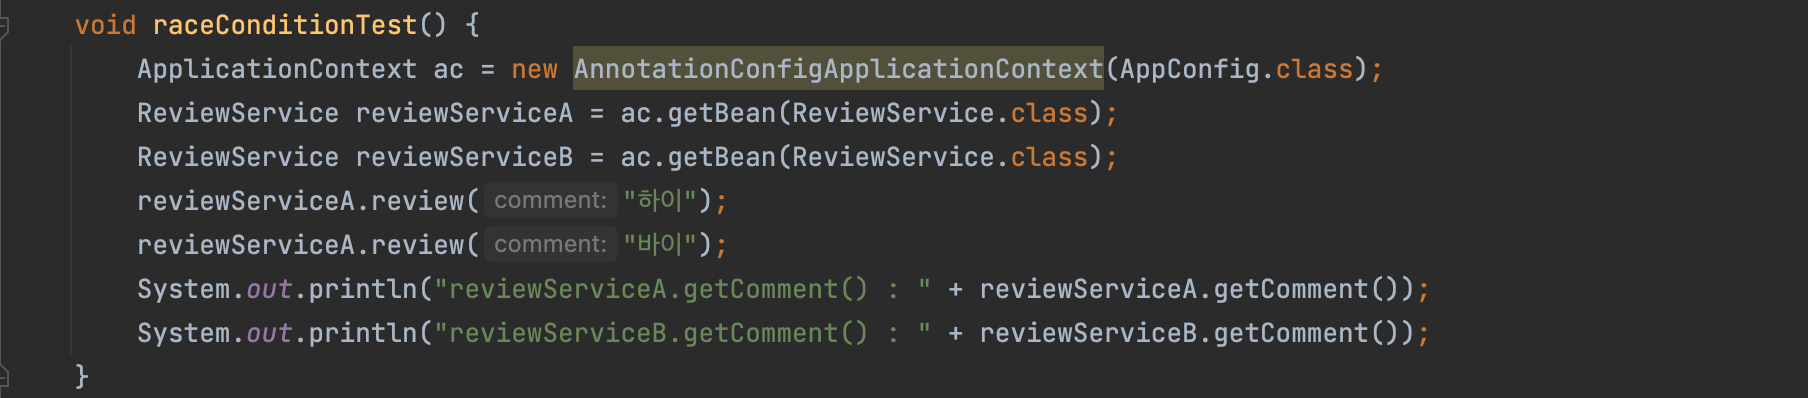 void raceConditionTest() {
ApplicationContext ac = new AnnotationConfigApplicationContext(AppConfig.class);
ReviewService reviewServiceA = ac.getBean(ReviewService.class);
ReviewService reviewServiceB = ac.getBean(ReviewService.class);
reviewServiceA.review( comment: "하이");
reviewServiceA.review( comment: "바이");
System.out.println("reviewServiceA.getComment() : " + reviewServiceA.getComment());
System.out.println("reviewServiceB.getComment() : " + reviewServiceB.getComment());
}